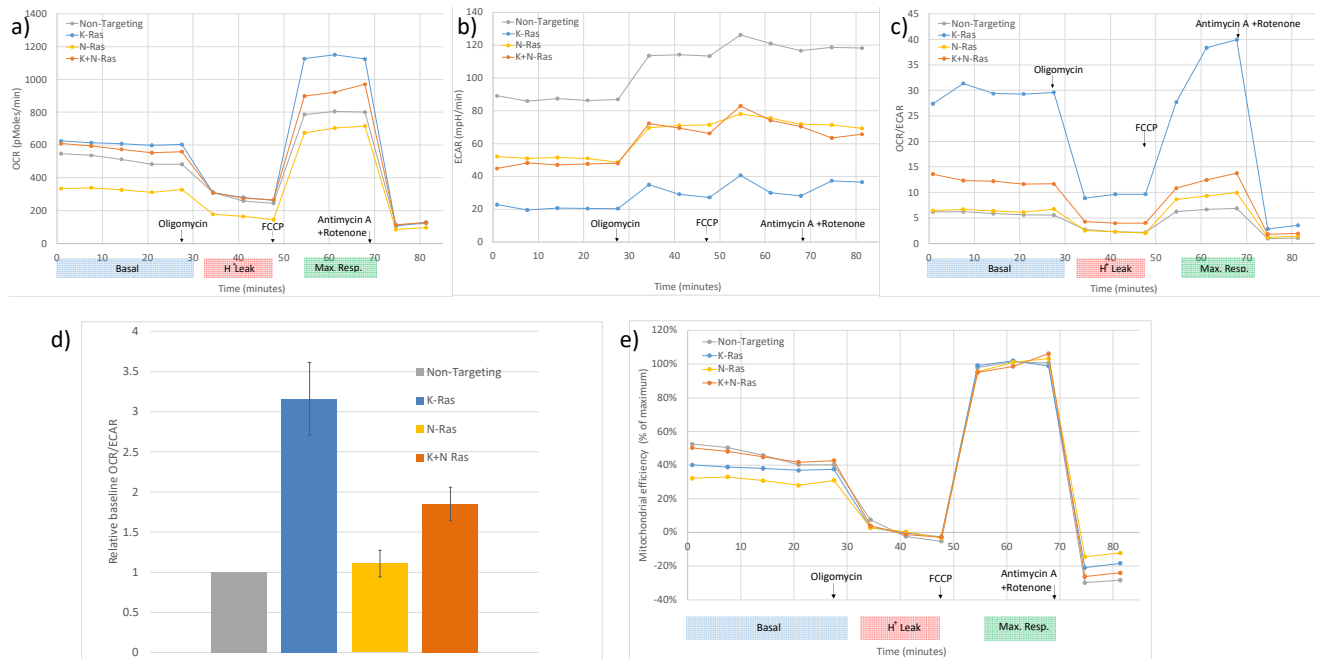 a)
1400
1200
1000
800
600
400
200
0
OCR (pMoles/min)
Non-Targeting
K-Ras
N-Ras
K+N-Ras
Oligomycin
FCCP
Antimycin A
+Rotenone
0 10 20 30 40 50 60 70 80
Basal
H+ Leak
Max. Resp.
Time (minutes)
b)
140
120
100
80
60
40
20
0
ECAR (mpH/min)
Non-Targeting
K-Ras
N-Ras
K+N-Ras
Oligomycin
FCCP
Antimycin A +Rotenone
0 10 20 30 40 50 60 70 80
Time (minutes)
c)
45
40
35
30
25
20
15
10
5
0
OCR/ECAR
Non-Targeting
K-Ras
N-Ras
K+N-Ras
Antimycin A +Rotenone
Oligomycin
FCCP
0 10 20 30 40 50 60 70 80
Basal
H+ Leak
Max. Resp.
Time (minutes)
d)
4
3.5
3
2.5
2
1.5
1
0.5
0
Relative baseline OCR/ECAR
Non-Targeting
K-Ras
N-Ras
K+N Ras
e)
120%
100%
80%
60%
40%
20%
0%
-20%
-40%
Mitochondrial efficiency (% of maximum)
Non-Targeting
K-Ras
N-Ras
K+N-Ras
0 10 20 30 40 50 60 70 80
Oligomycin
FCCP
Antimycin A
+Rotenone
Basal
H+ Leak
Max. Resp.
Time (minutes)